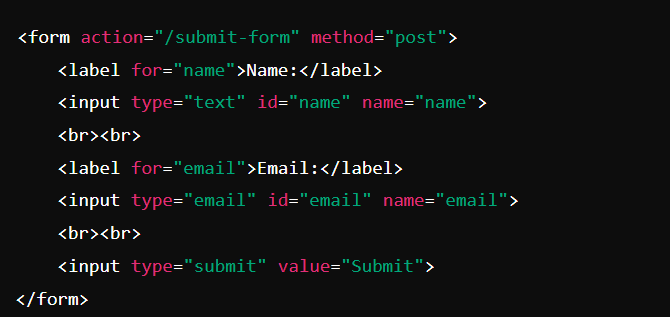 <form action="/submit-form" method="post">
    <label for="name">Name:</label>
    <input type="text" id="name" name="name">
    <br><br>
    <label for="email">Email:</label>
    <input type="email" id="email" name="email">
    <br><br>
    <input type="submit" value="Submit">
</form>